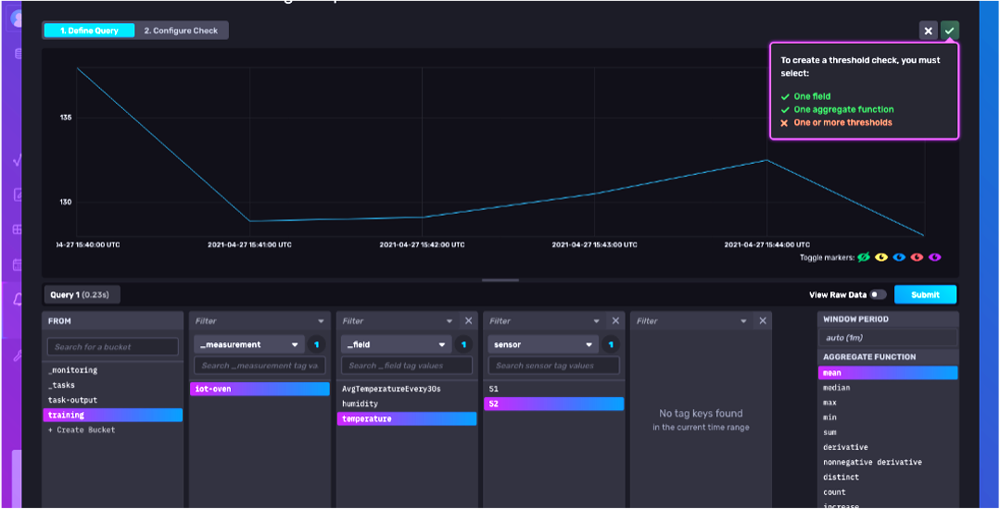 1. Define Query
2. Configure Check
To create a threshold check, you must
select:
One field
One aggregate function
One or more thresholds
135
130
04-27 15:40:00 UTC
2021-04-27 15:41:00 UTC
2021-04-27 15:42:00 UTC
2021-04-27 15:43:00 UTC
2021-04-27 15:44:00 UTC
Toggle markers:
Query 1 (0.23s)
View Raw Data
Submit
FROM
Search for a bucket
_monitoring
_tasks
task-output
training
+ Create Bucket
Filter
_measurement
1
Search _measurement tag va
iot-oven
Filter
_field
1
Search _field tag values
AvgTemperatureEvery30s
humidity
temperature
Filter
sensor
1
Search sensor tag values
S1
S2
Filter
No tag keys found
in the current time range
WINDOW PERIOD
auto (1m)
AGGREGATE FUNCTION
mean
median
max
min
sum
derivative
nonnegative derivative
distinct
count
increase